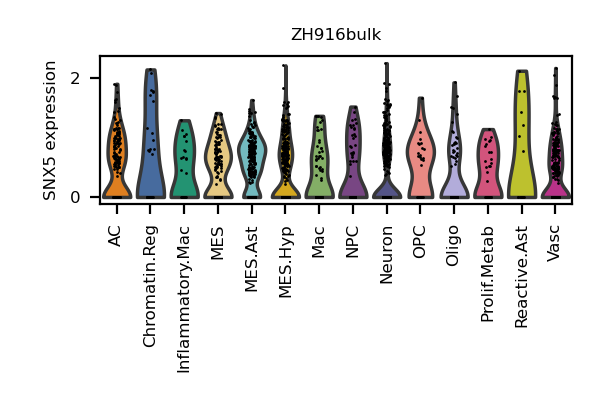 ZH916bulk
SNX5 expression
2
0
AC
Chromatin.Reg
Inflammatory.Mac
MES
MES.Ast
MES.Hyp
Mac
NPC
Neuron
OPC
Oligo
Prolif.Metab
Reactive.Ast
Vasc